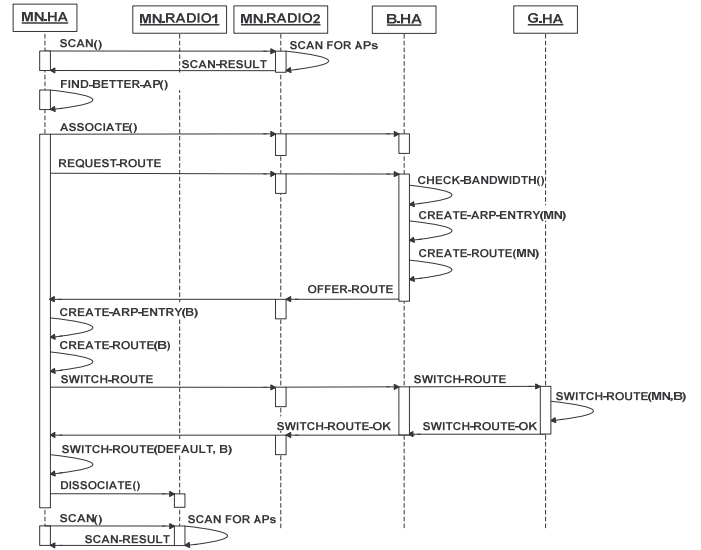 MN.HA MN.RADIO1 MN.RADIO2 B.HA G.HA
SCAN() SCAN FOR APs
SCAN-RESULT
FIND-BETTER-AP()
ASSOCIATE()
REQUEST-ROUTE
CHECK-BANDWIDTH()
CREATE-ARP-ENTRY(MN)
CREATE-ROUTE(MN)
OFFER-ROUTE
CREATE-ARP-ENTRY(B)
CREATE-ROUTE(B)
SWITCH-ROUTE SWITCH-ROUTE
SWITCH-ROUTE(MN,B)
SWITCH-ROUTE-OK SWITCH-ROUTE-OK
SWITCH-ROUTE(DEFAULT, B)
DISSOCIATE()
SCAN() SCAN FOR APs
SCAN-RESULT